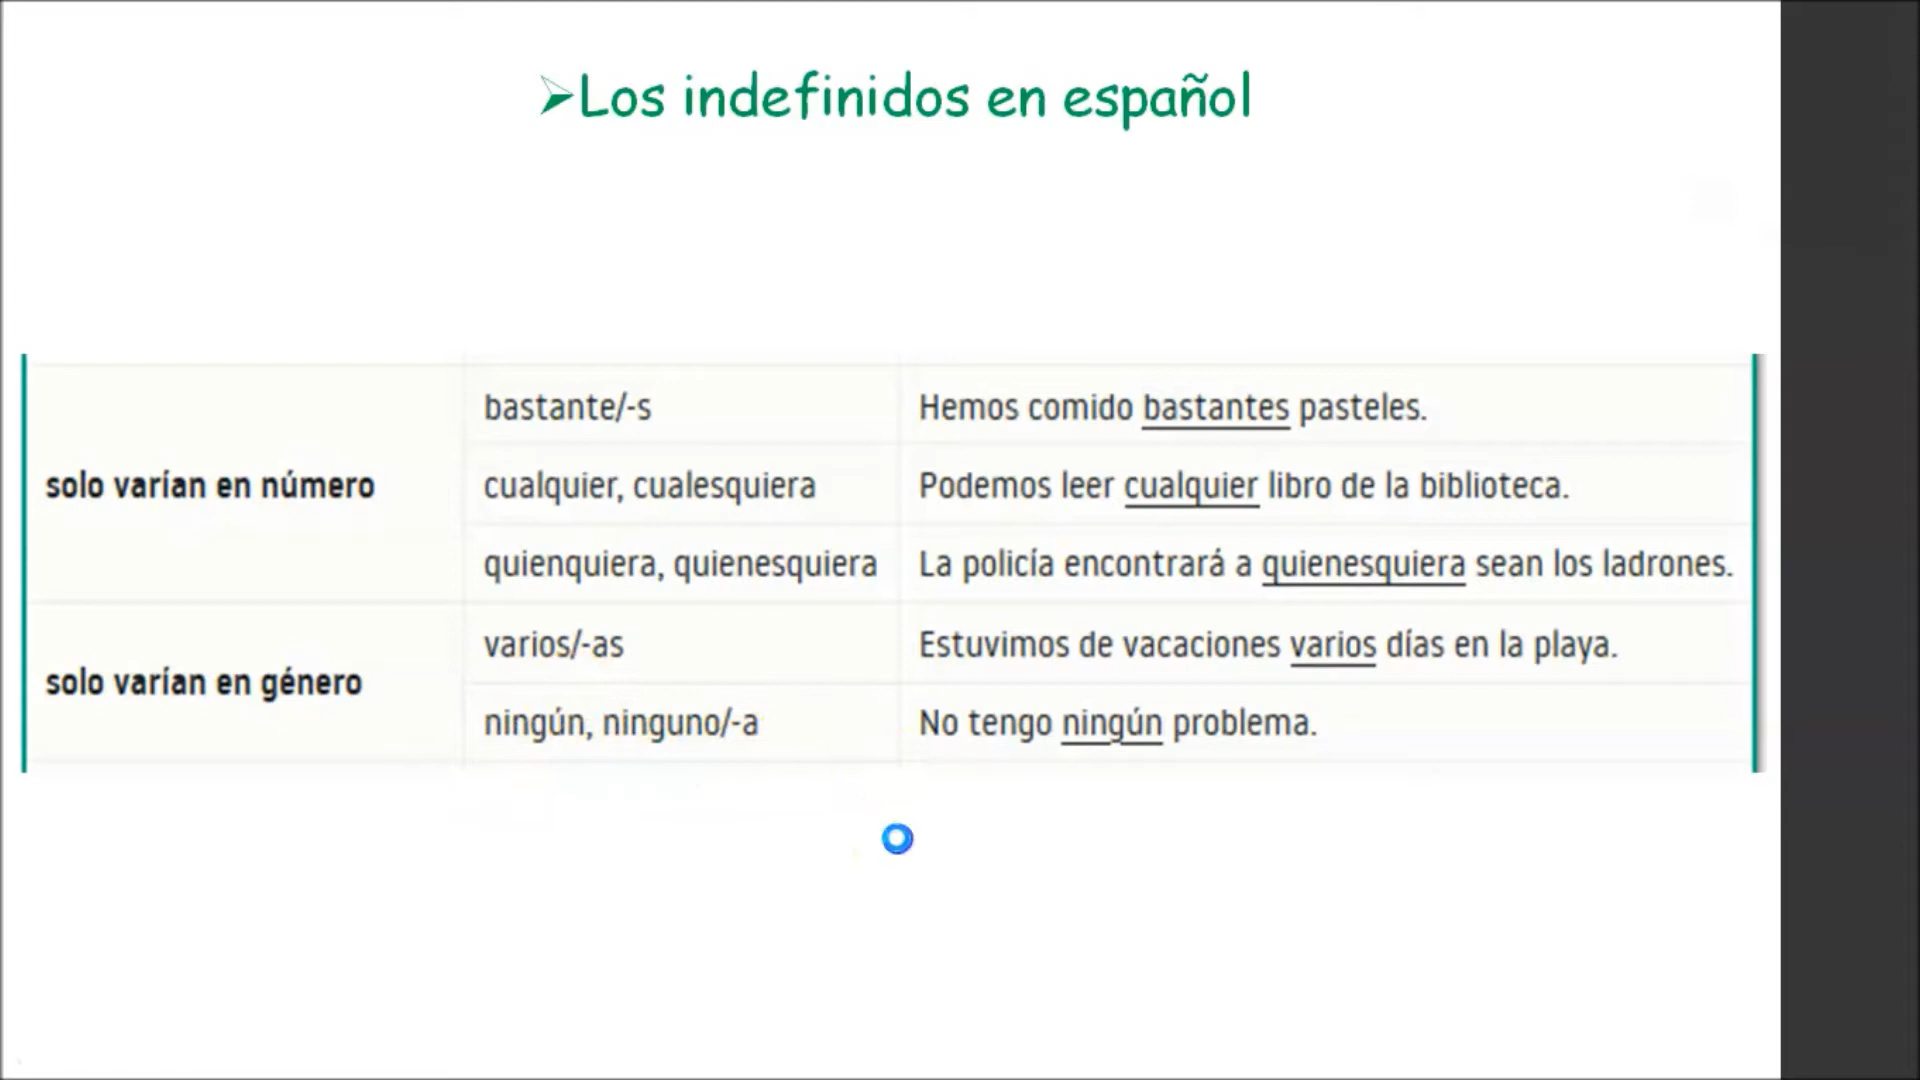 ➢Los indefinidos en español
bastante/-s
Hemos comido bastantes pasteles.
solo varían en número
cualquier, cualesquiera
Podemos leer cualquier libro de la biblioteca.
quienquiera, quienesquiera
La policía encontrará a quienesquiera sean los ladrones.
solo varían en género
varios/-as
Estuvimos de vacaciones varios días en la playa.
ningún, ninguno/-a
No tengo ningún problema.